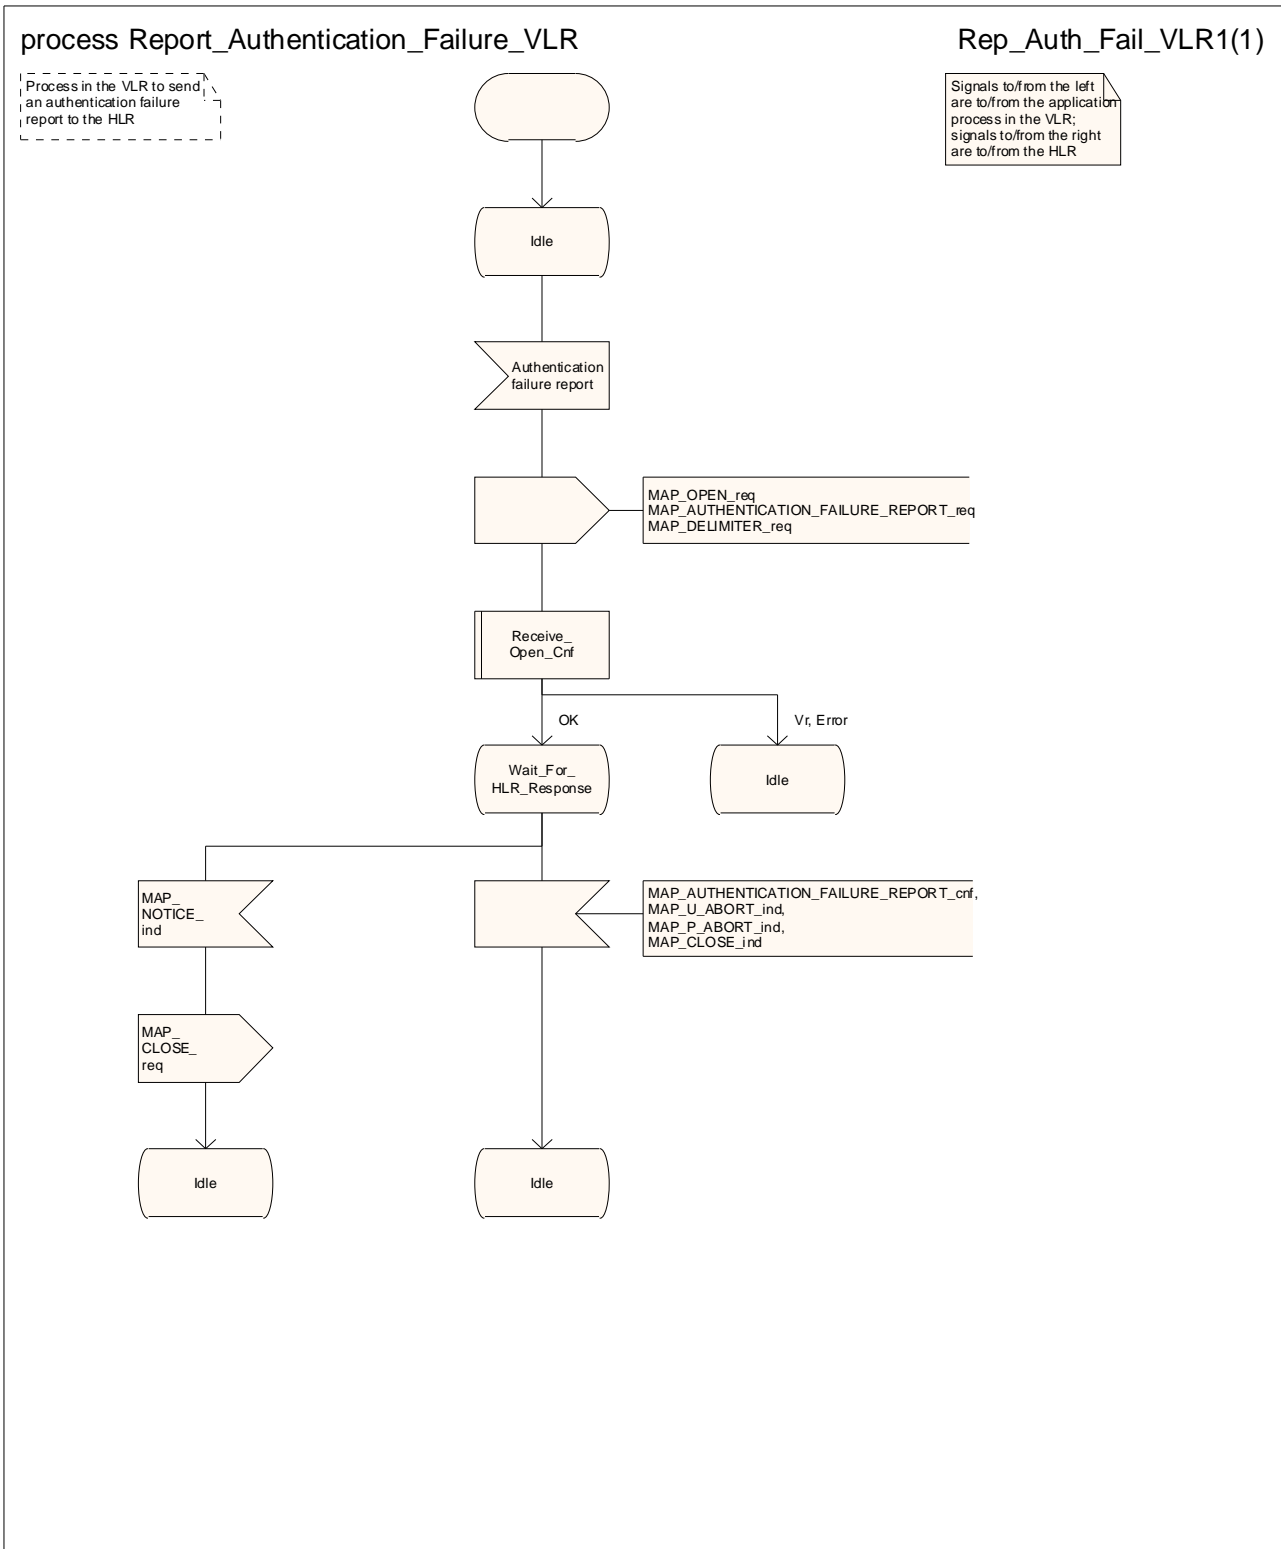 process Report_Authentication_Failure_VLR
Rep_Auth_Fail_VLR1(1)
Process in the VLR to send
an authentication failure
report to the HLR
Signals to/from the left
are to/from the application
process in the VLR;
signals to/from the right
are to/from the HLR
Idle
Authentication
failure report
MAP_OPEN_req
MAP_AUTHENTICATION_FAILURE_REPORT_req
MAP_DELIMITER_req
Receive_
Open_Cnf
OK
Vr, Error
Wait_For_
HLR_Response
Idle
MAP_
NOTICE_
ind
MAP_AUTHENTICATION_FAILURE_REPORT_cnf,
MAP_U_ABORT_ind,
MAP_P_ABORT_ind,
MAP_CLOSE_ind
MAP_
CLOSE_
req
Idle
Idle